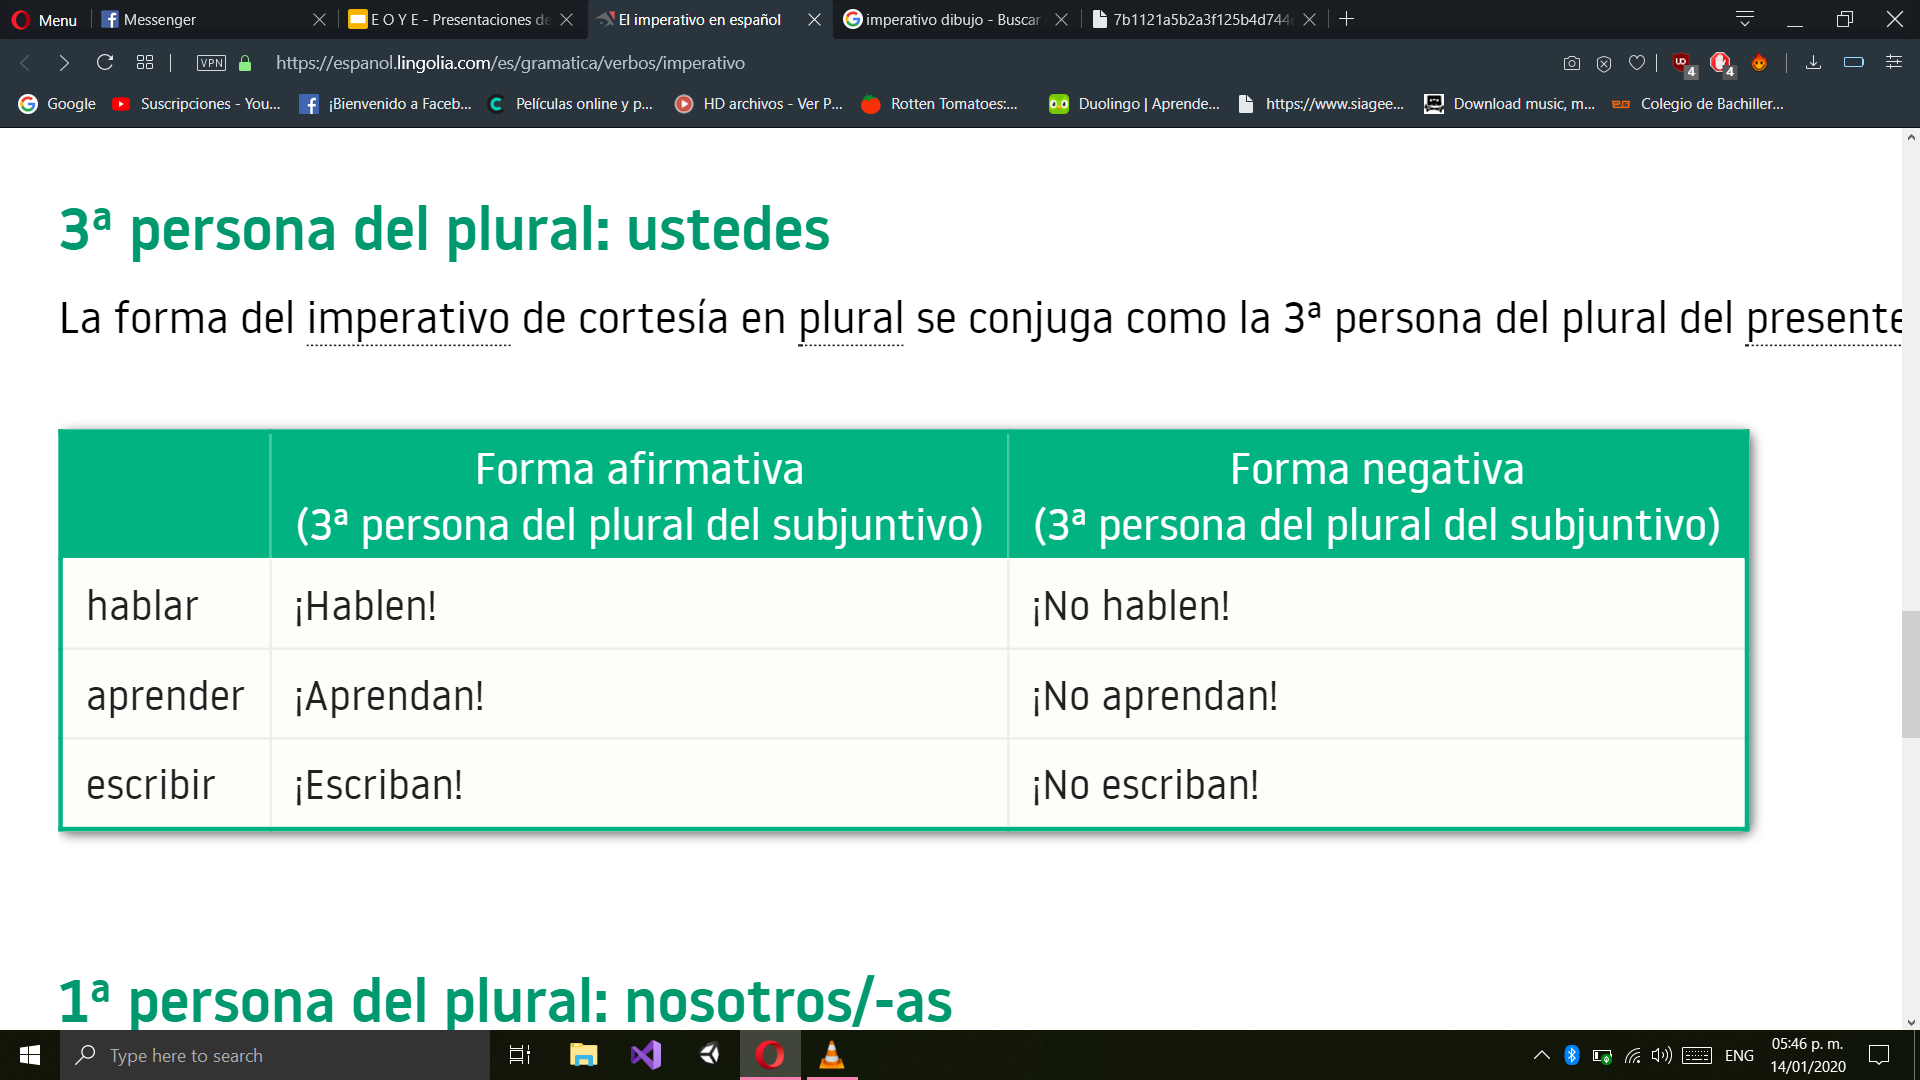 Menu
Messenger
E O Y E - Presentaciones de
El imperativo en español
imperativo dibujo - Buscar
7b1121a5b2a3f125b4d744
VPN
https://espanol.lingolia.com/es/gramatica/verbos/imperativo
4
4
Google
Suscripciones - You...
¡Bienvenido a Faceb...
Películas online y p...
HD archivos - Ver P...
Rotten Tomatoes:...
Duolingo | Aprende...
https://www.siagee...
Download music, m...
Colegio de Bachiller...
3ª persona del plural: ustedes
La forma del imperativo de cortesía en plural se conjuga como la 3ª persona del plural del presente
Forma afirmativa
(3ª persona del plural del subjuntivo)
Forma negativa
(3ª persona del plural del subjuntivo)
hablar
¡Hablen!
¡No hablen!
aprender
¡Aprendan!
¡No aprendan!
escribir
¡Escriban!
¡No escriban!
1ª persona del plural: nosotros/-as
Type here to search
ENG
05:46 p. m.
14/01/2020